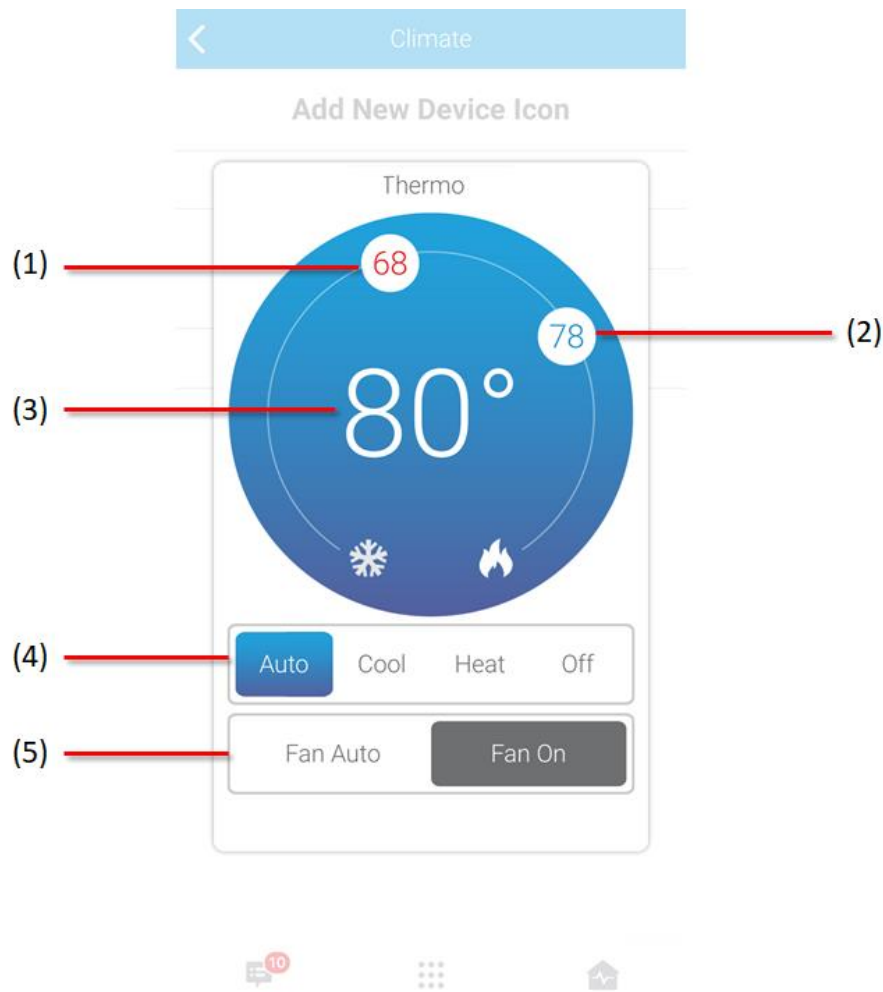 Climate
Add New Device Icon
Thermo
(1)
68
78
(2)
(3)
80°
(4)
Auto Cool Heat Off
(5)
Fan Auto Fan On
10